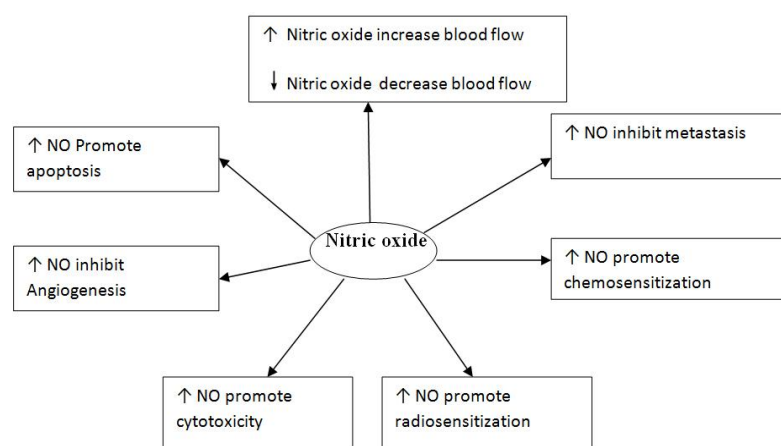 ↑ Nitric oxide increase blood flow
↓ Nitric oxide decrease blood flow
↑ NO Promote
apoptosis
↑ NO inhibit metastasis
Nitric oxide
↑ NO inhibit
Angiogenesis
↑ NO promote
chemosensitization
↑ NO promote
cytotoxicity
↑ NO promote
radiosensitization